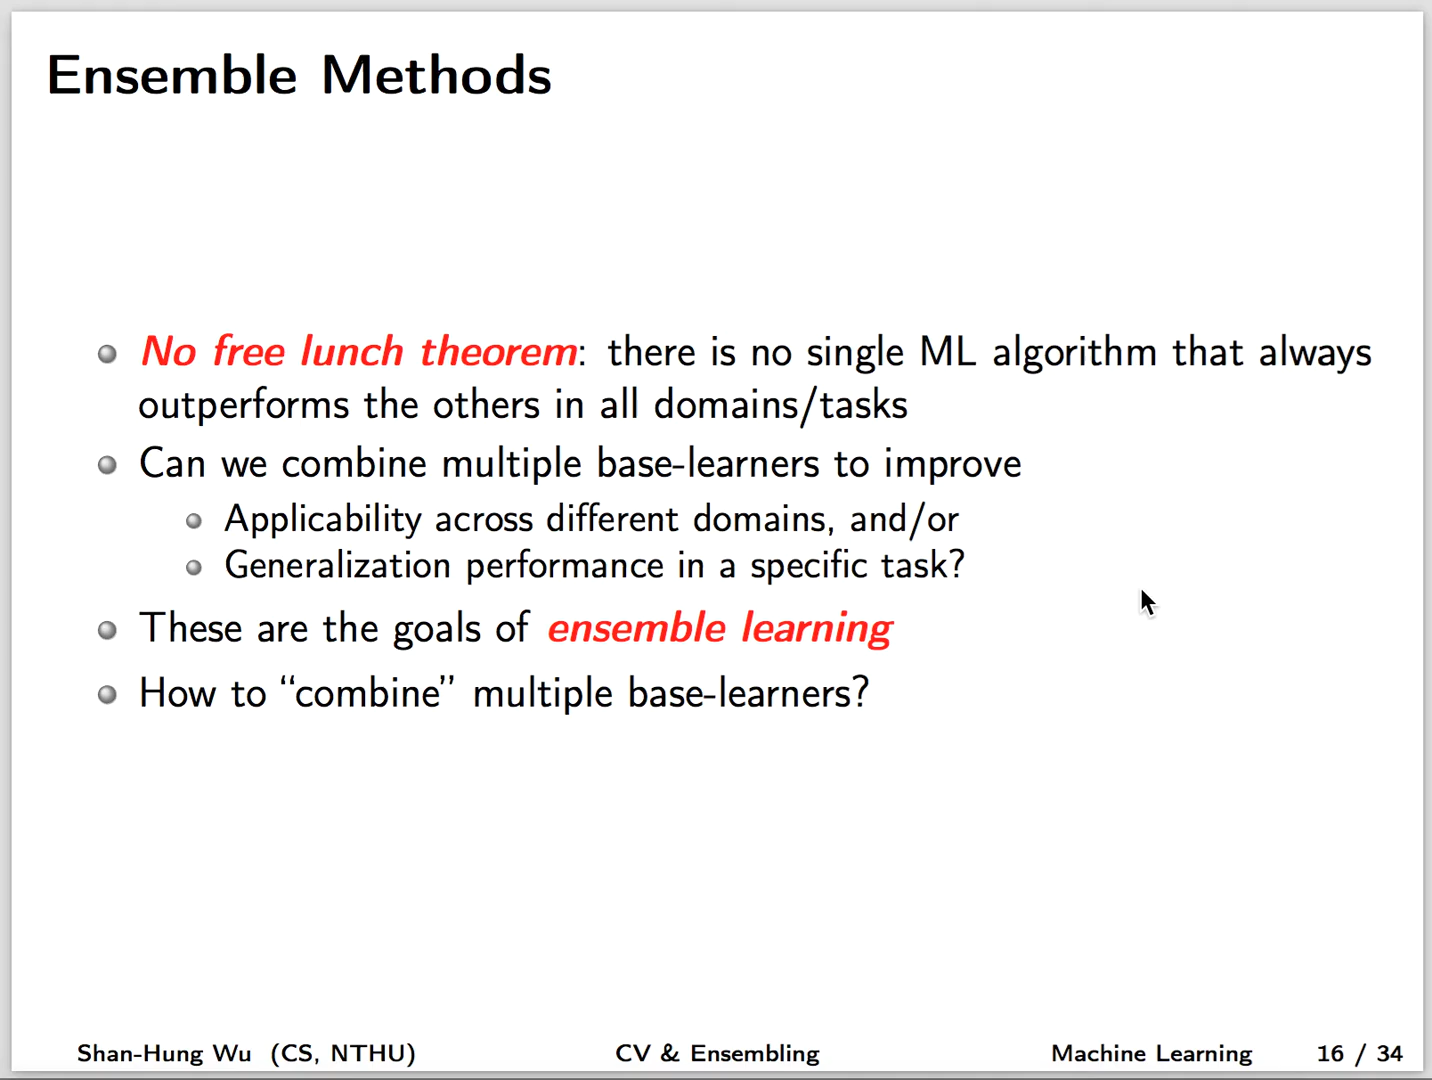 Ensemble Methods
No free lunch theorem: there is no single ML algorithm that always
outperforms the others in all domains/tasks
Can we combine multiple base-learners to improve
Applicability across different domains, and/or
Generalization performance in a specific task?
These are the goals of ensemble learning
How to “combine” multiple base-learners?
Shan-Hung Wu (CS, NTHU) CV & Ensembling Machine Learning 16 / 34